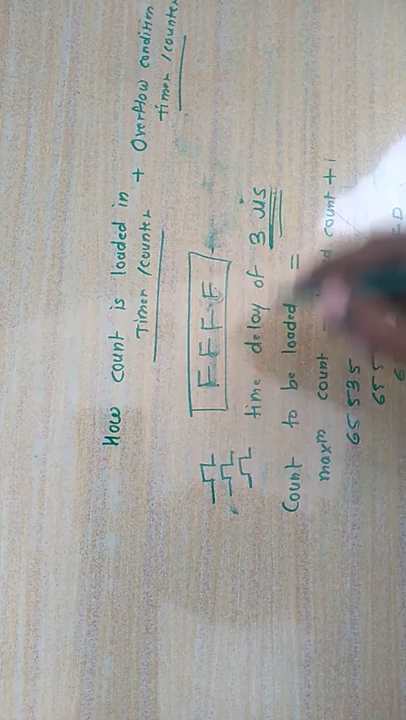 How count is loaded in
Timer /counter + Overflow condition
timer /counter
FFFF
time delay of 3 μs
Count to be loaded =
maxm count - count + 1
65535
655
6